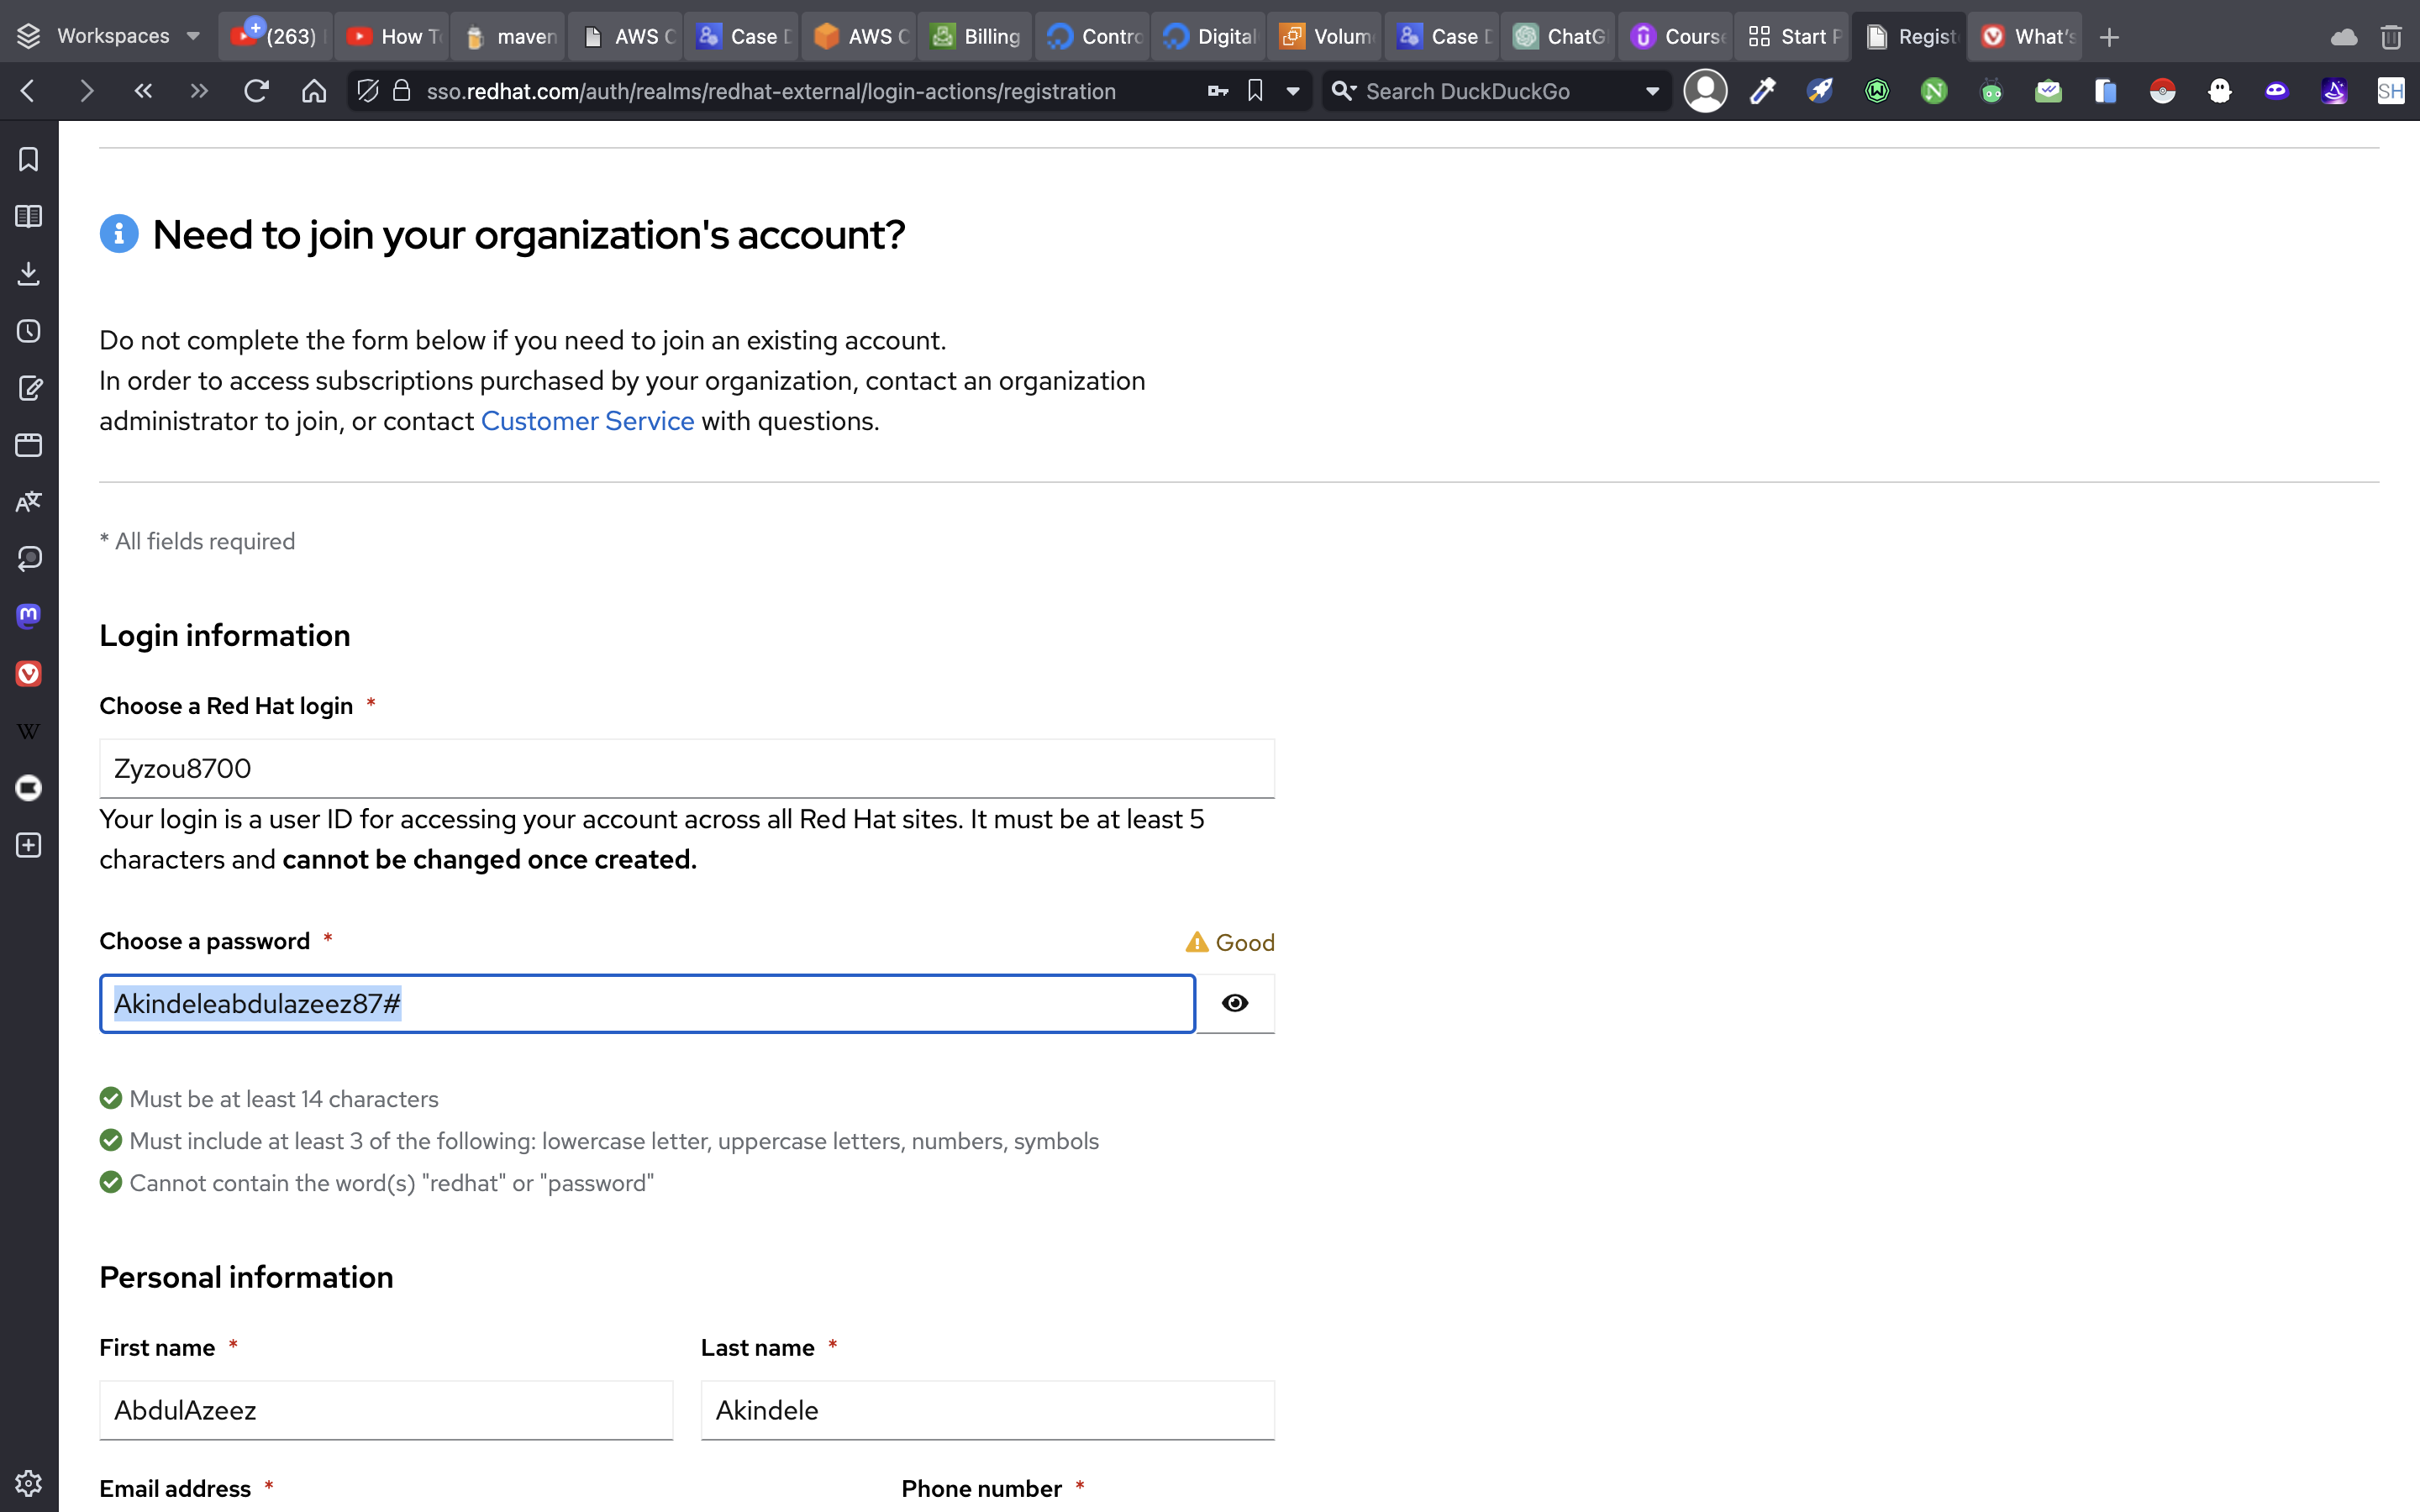 Workspaces (263) How T maven AWS C Case D AWS C Billing Contro Digital Volum Case D ChatG Course Start P Regist What's
sso.redhat.com/auth/realms/redhat-external/login-actions/registration Search DuckDuckGo SH
Need to join your organization's account?
Do not complete the form below if you need to join an existing account.
In order to access subscriptions purchased by your organization, contact an organization
administrator to join, or contact Customer Service with questions.
* All fields required
Login information
Choose a Red Hat login *
Zyzou8700
Your login is a user ID for accessing your account across all Red Hat sites. It must be at least 5
characters and cannot be changed once created.
Choose a password * Good
Akindeleabdulazeez87#
Must be at least 14 characters
Must include at least 3 of the following: lowercase letter, uppercase letters, numbers, symbols
Cannot contain the word(s) "redhat" or "password"
Personal information
First name * Last name *
AbdulAzeez Akindele
Email address * Phone number *